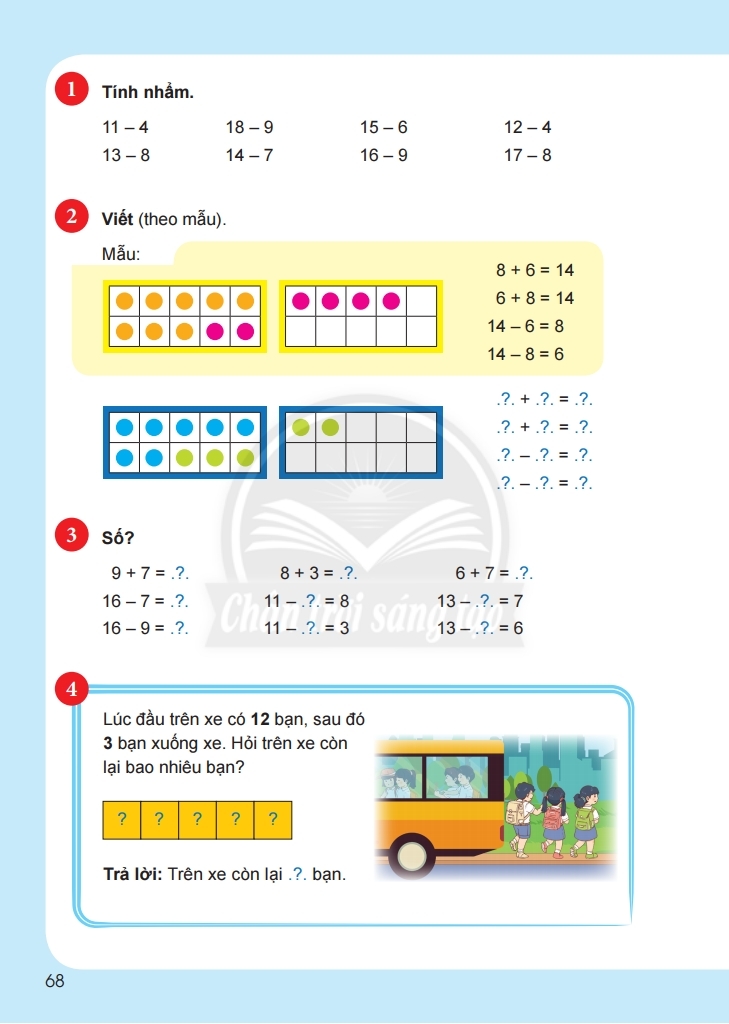 1 Tính nhẩm.
11 – 4 18 – 9 15 – 6 12 – 4
13 – 8 14 – 7 16 – 9 17 – 8
2 Viết (theo mẫu).
Mẫu:
8 + 6 = 14
6 + 8 = 14
14 – 6 = 8
14 – 8 = 6
.?. + .?. = .?.
.?. + .?. = .?.
.?. – .?. = .?.
.?. – .?. = .?.
3 Số?
9 + 7 = .?. 8 + 3 = .?. 6 + 7 = .?.
16 – 7 = .?. 11 – .?. = 8 13 – .?. = 7
16 – 9 = .?. 11 – .?. = 3 13 – .?. = 6
Chân trời sáng tạo
4
Lúc đầu trên xe có 12 bạn, sau đó
3 bạn xuống xe. Hỏi trên xe còn
lại bao nhiêu bạn?
? ? ? ? ?
Trả lời: Trên xe còn lại .?. bạn.
68